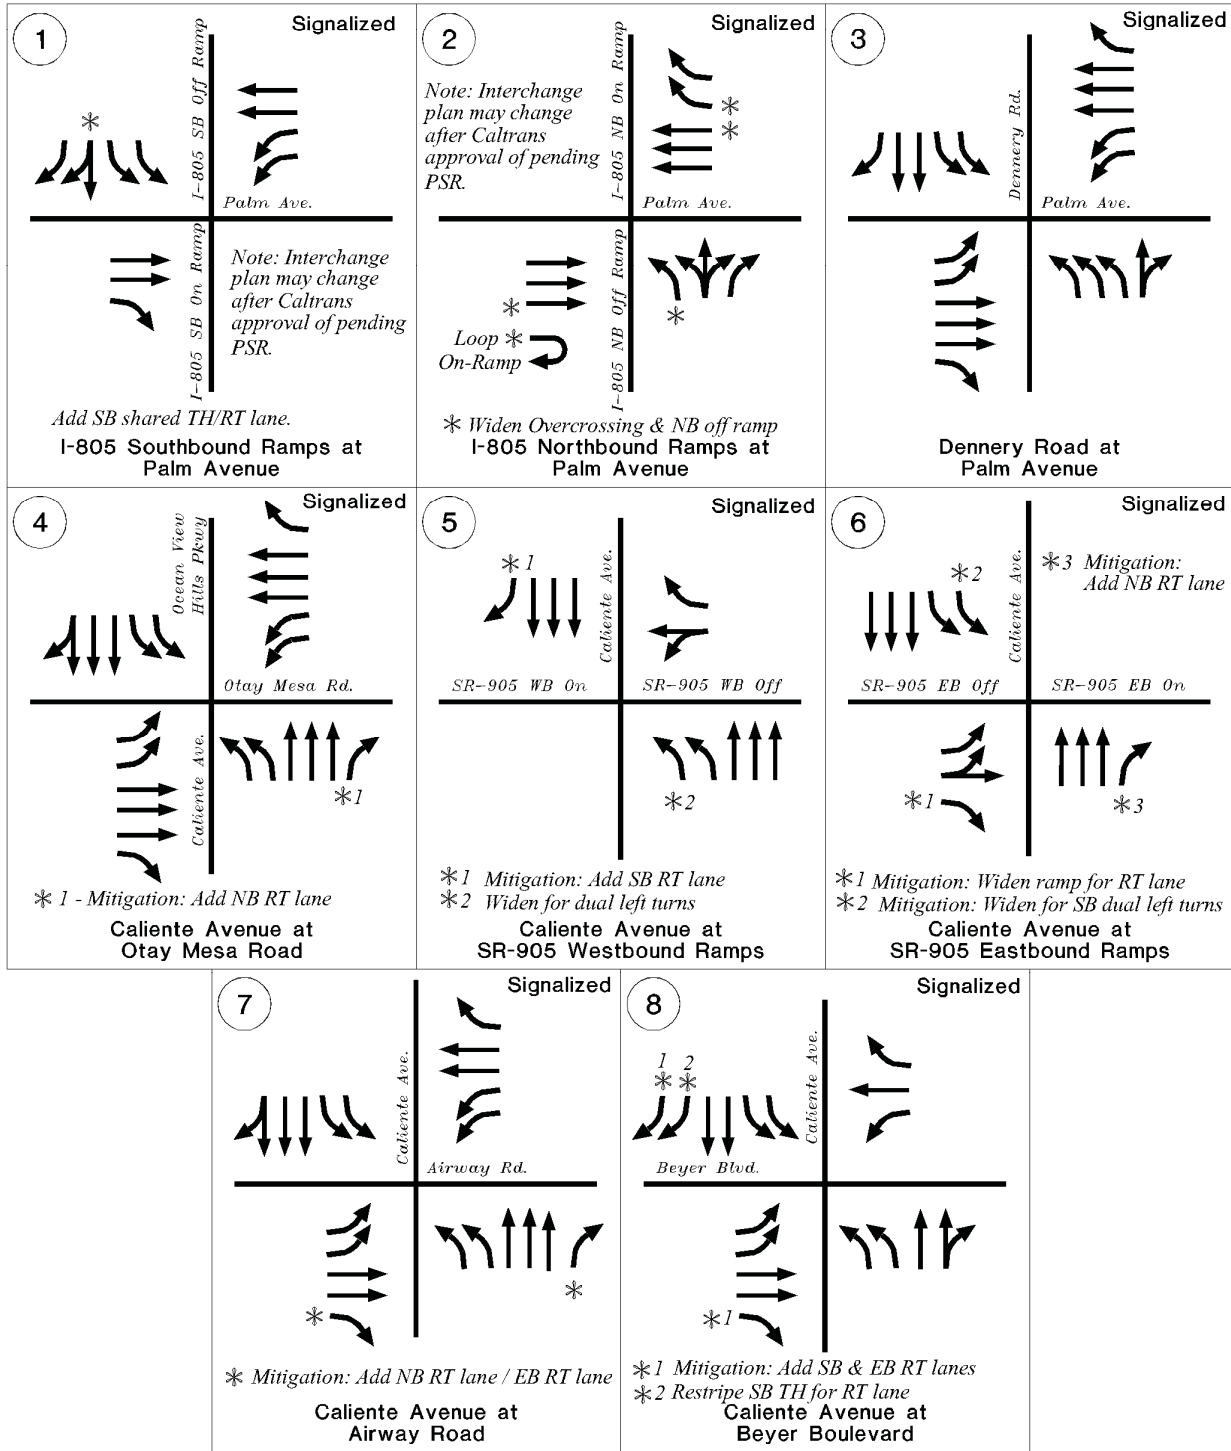 1
Signalized
I-805 SB Off Ramp
Palm Ave.
I-805 SB On Ramp
Note: Interchange
plan may change
after Caltrans
approval of pending
PSR.
Add SB shared TH/RT lane.
I-805 Southbound Ramps at
Palm Avenue
2
Signalized
Note: Interchange
plan may change
after Caltrans
approval of pending
PSR.
I-805 NB On Ramp
Palm Ave.
I-805 NB Off Ramp
Loop
On-Ramp
Widen Overcrossing & NB off ramp
I-805 Northbound Ramps at
Palm Avenue
3
Signalized
Dennery Rd.
Palm Ave.
Dennery Road at
Palm Avenue
4
Signalized
Ocean View
Hills Pkwy
Otay Mesa Rd.
Caliente Ave.
1
1 - Mitigation: Add NB RT lane
Caliente Avenue at
Otay Mesa Road
5
Signalized
1
Caliente Ave.
SR-905 WB On
SR-905 WB Off
2
1 Mitigation: Add SB RT lane
2 Widen for dual left turns
Caliente Avenue at
SR-905 Westbound Ramps
6
Signalized
2
Caliente Ave.
3 Mitigation:
Add NB RT lane
SR-905 EB Off
SR-905 EB On
1
3
1 Mitigation: Widen ramp for RT lane
2 Mitigation: Widen for SB dual left turns
Caliente Avenue at
SR-905 Eastbound Ramps
7
Signalized
Caliente Ave.
Airway Rd.
Mitigation: Add NB RT lane / EB RT lane
Caliente Avenue at
Airway Road
8
Signalized
1 2
Caliente Ave.
Beyer Blvd.
1
1 Mitigation: Add SB & EB RT lanes
2 Restripe SB TH for RT lane
Caliente Avenue at
Beyer Boulevard